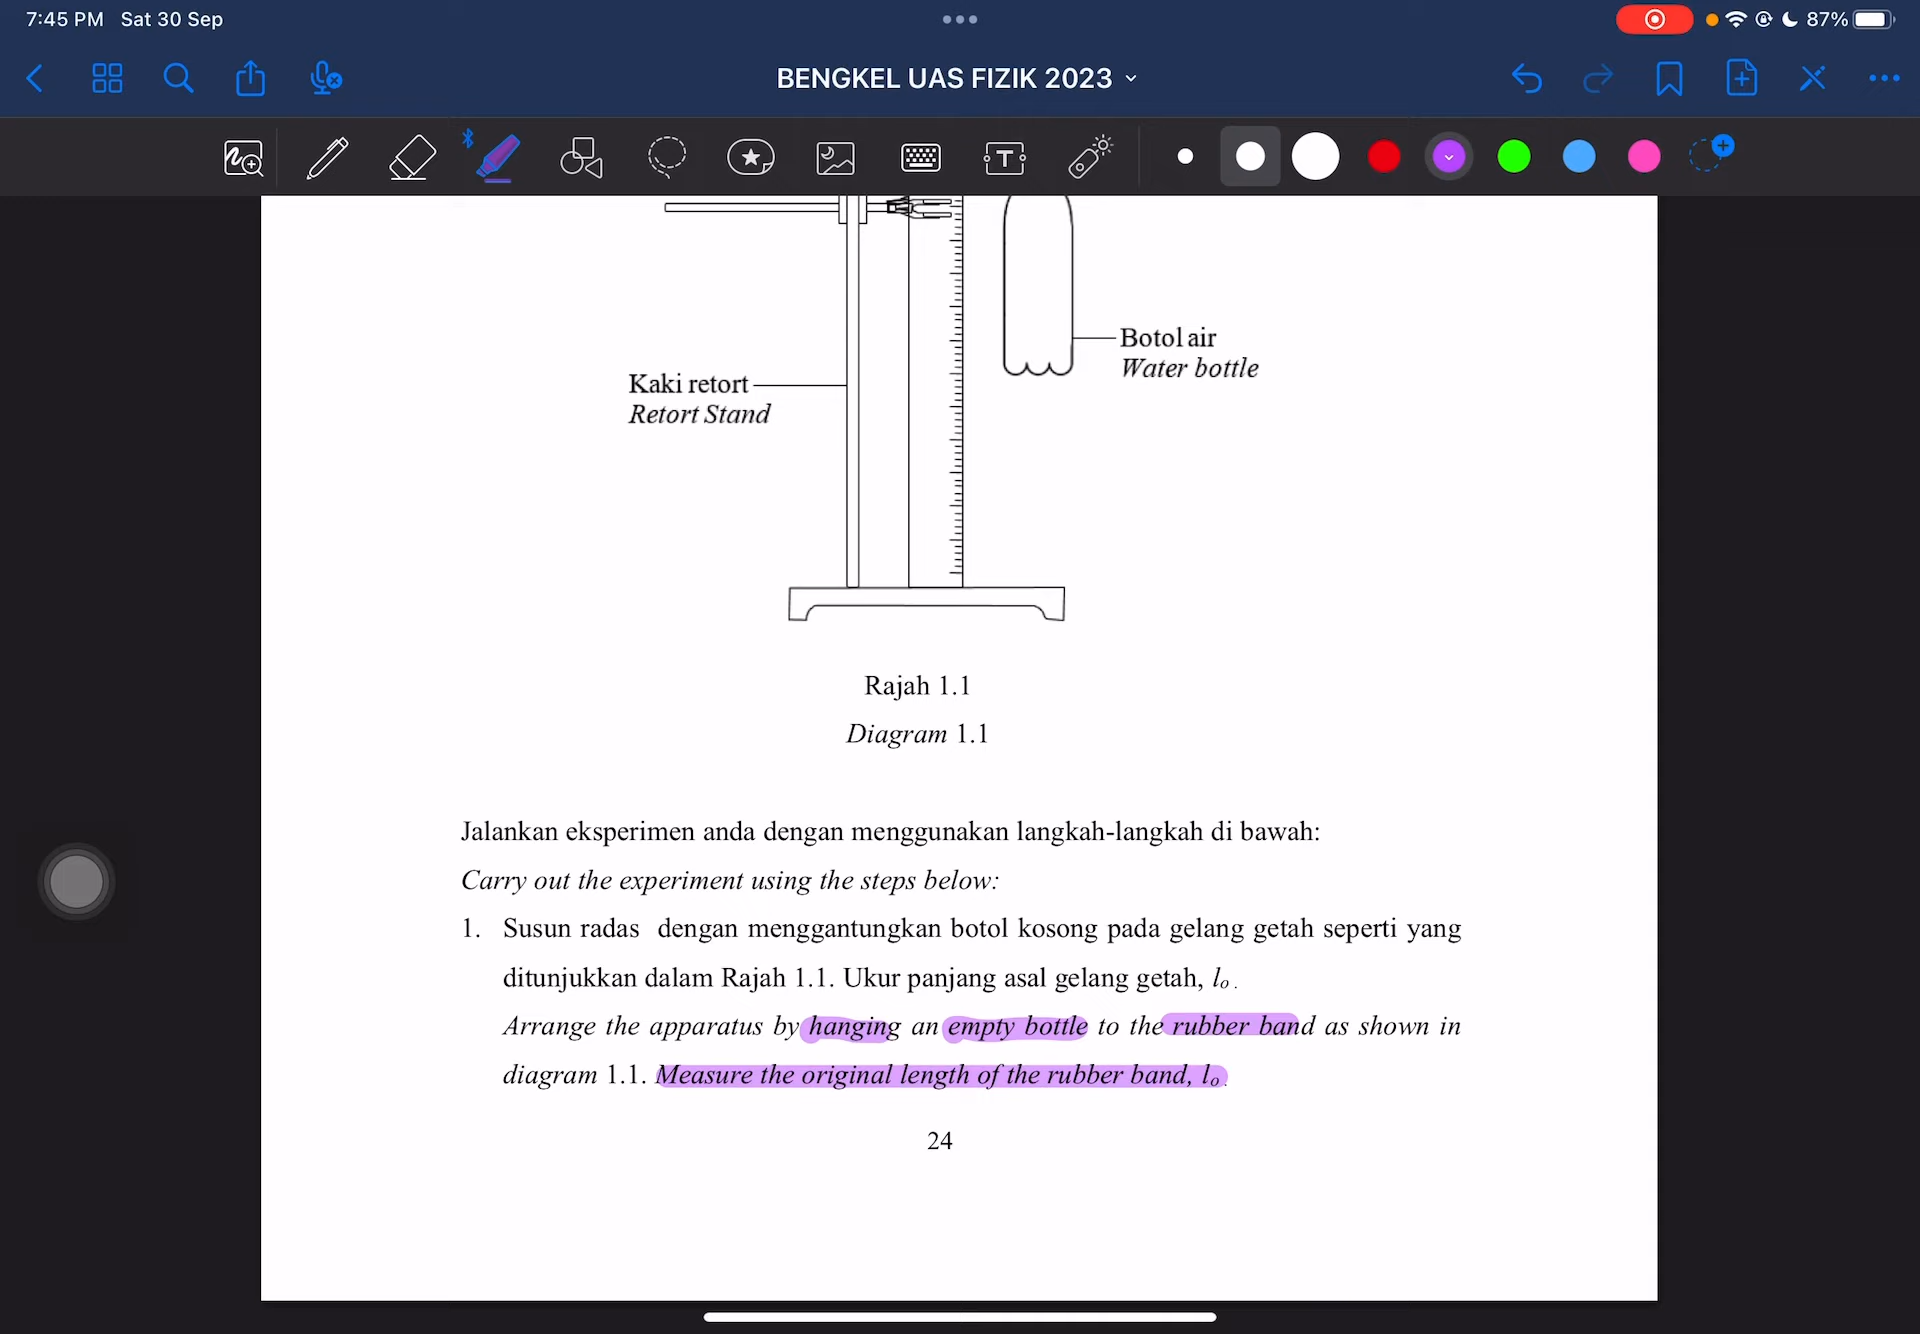 7:45 PM Sat 30 Sep
87%
BENGKEL UAS FIZIK 2023
T
Botol air
Water bottle
Kaki retort
Retort Stand
Rajah 1.1
Diagram 1.1
Jalankan eksperimen anda dengan menggunakan langkah-langkah di bawah:
Carry out the experiment using the steps below:
1. Susun radas dengan menggantungkan botol kosong pada gelang getah seperti yang
ditunjukkan dalam Rajah 1.1. Ukur panjang asal gelang getah, lₒ .
Arrange the apparatus by hanging an empty bottle to the rubber band as shown in
diagram 1.1. Measure the original length of the rubber band, lₒ .
24